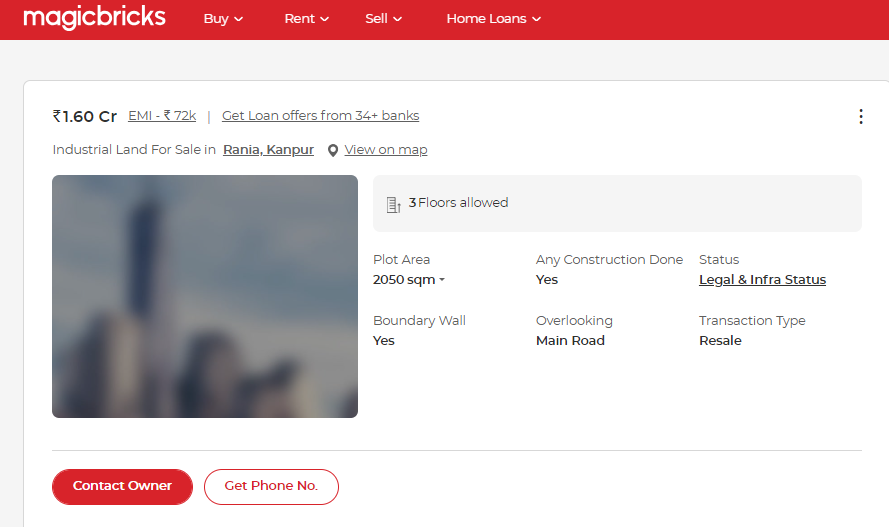 magicbricks Buy Rent Sell Home Loans
₹1.60 Cr EMI - ₹ 72k | Get Loan offers from 34+ banks
Industrial Land For Sale in Rania, Kanpur View on map
3 Floors allowed
Plot Area Any Construction Done Status
2050 sqm Yes Legal & Infra Status
Boundary Wall Overlooking Transaction Type
Yes Main Road Resale
Contact Owner Get Phone No.